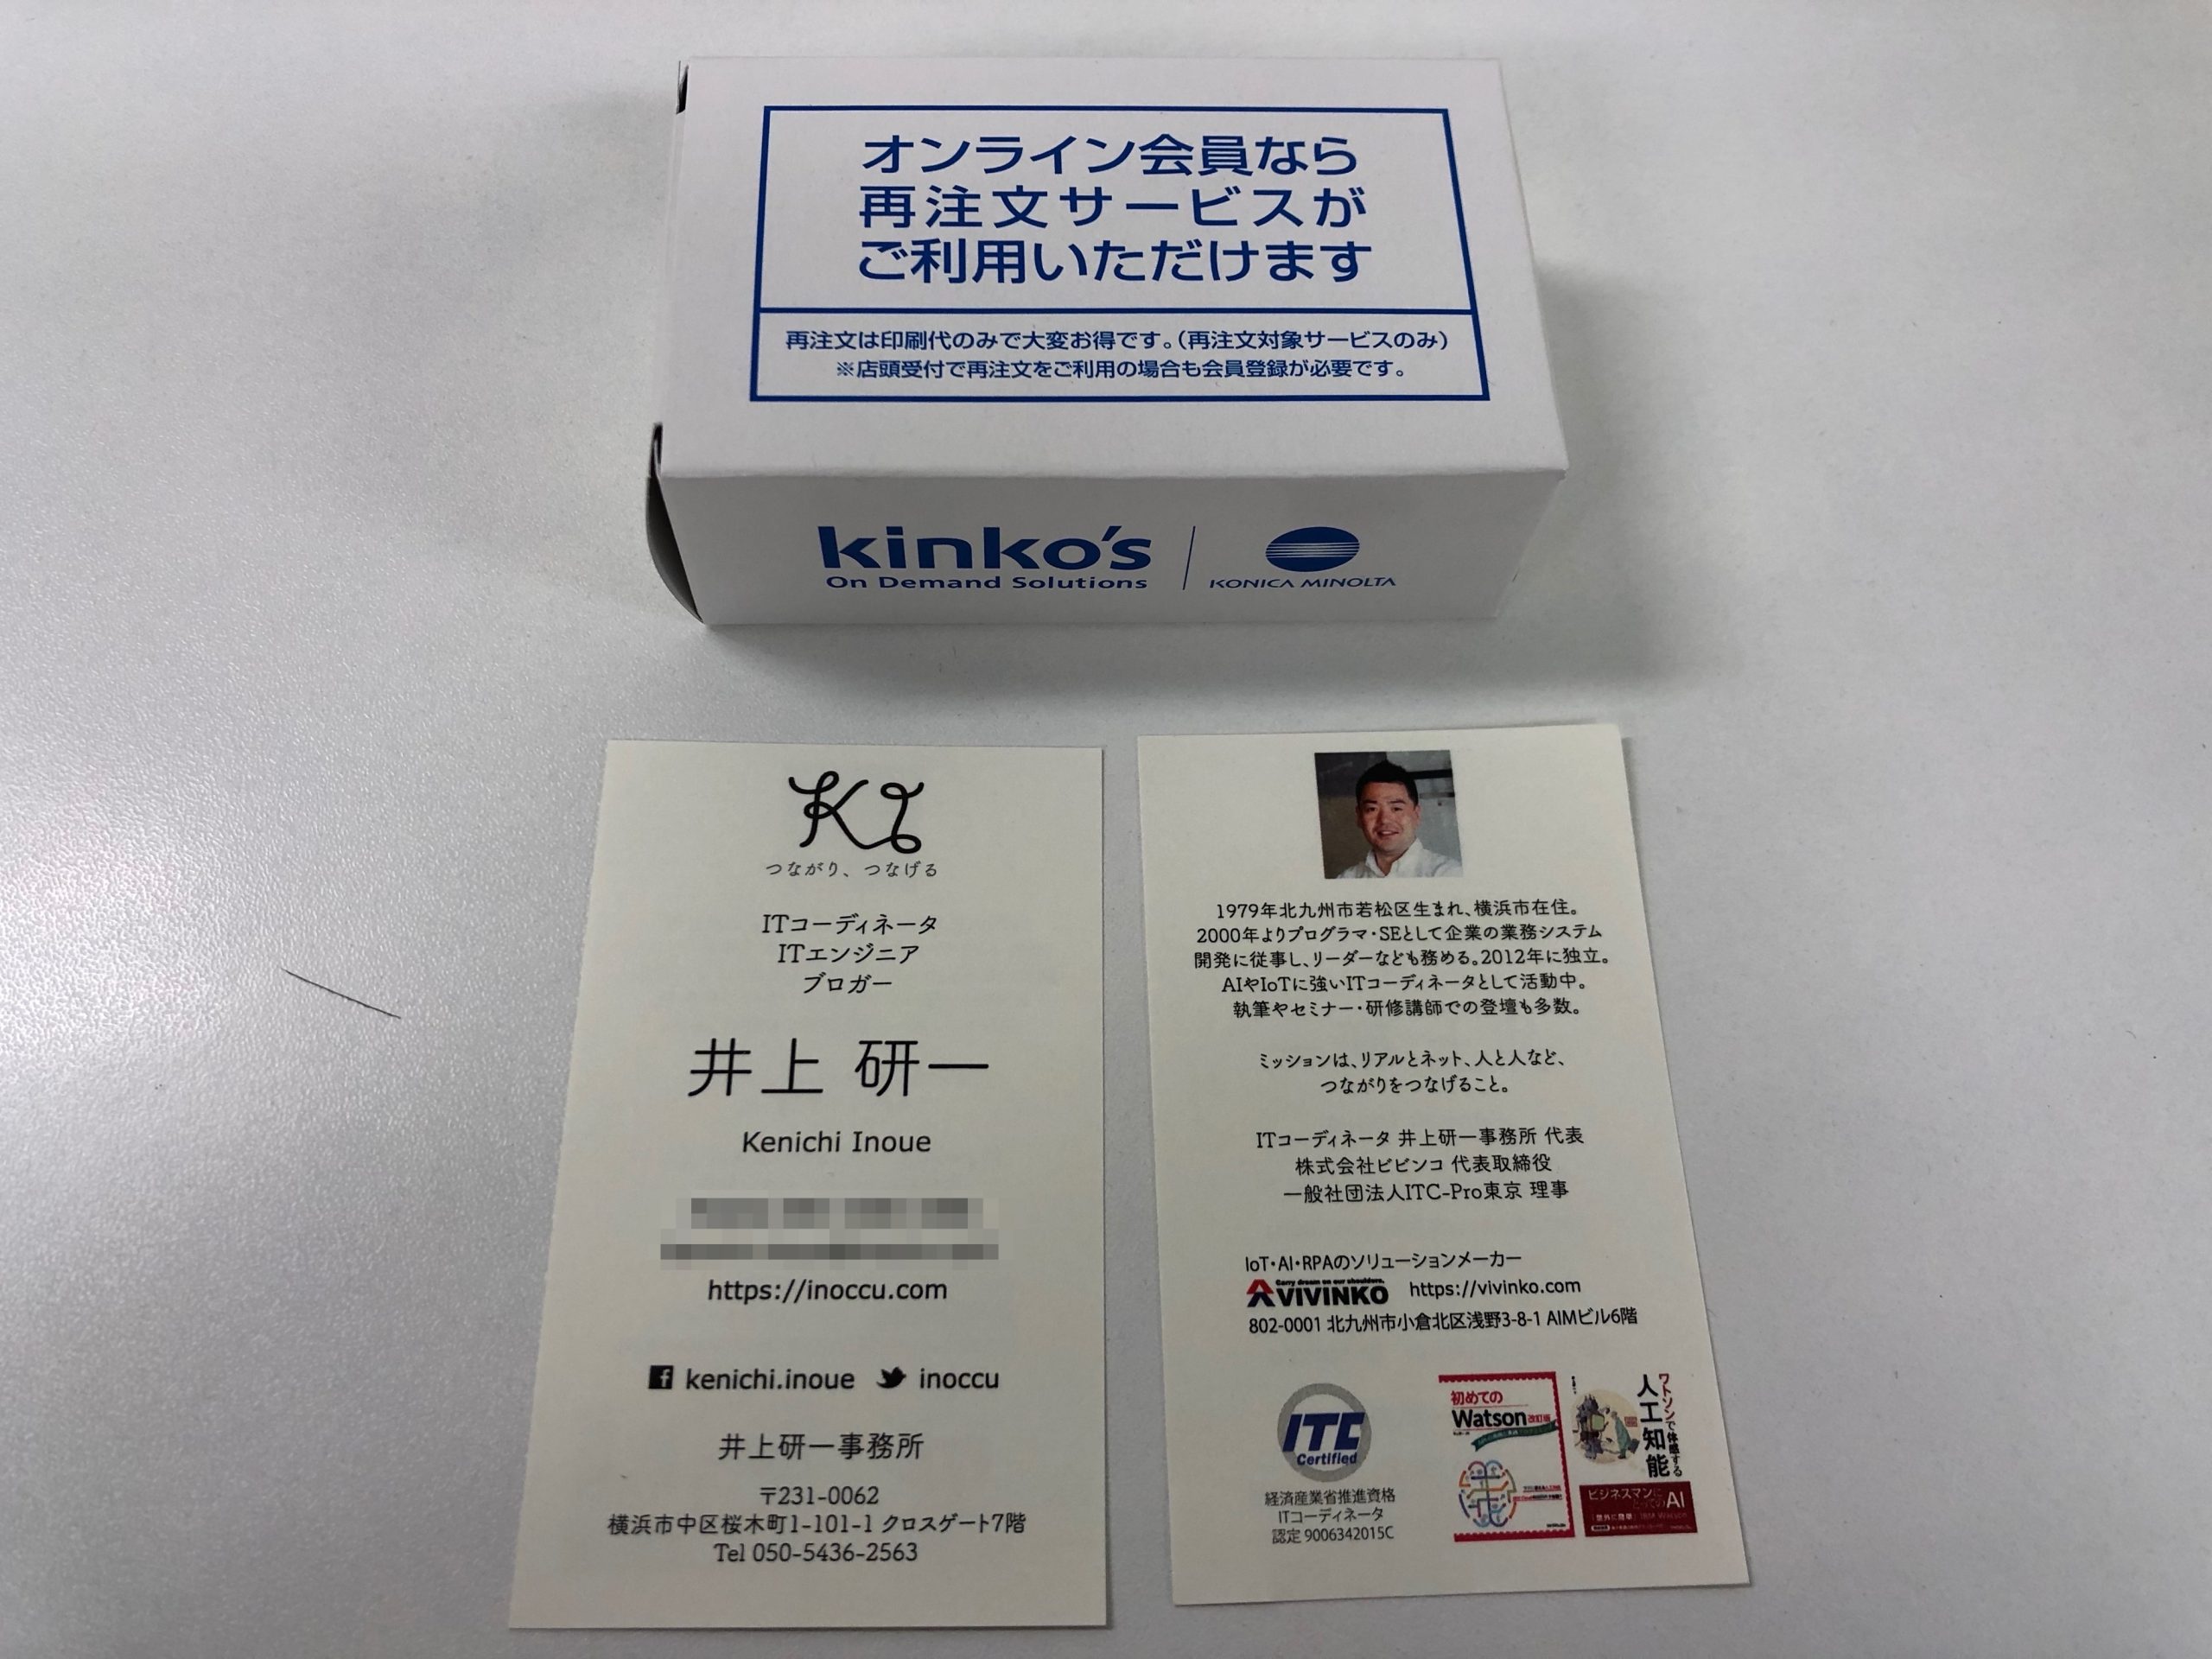 オンライン会員なら
再注文サービスが
ご利用いただけます
再注文は印刷代のみで大変お得です。(再注文対象サービスのみ)
※店頭受付で再注文をご利用の場合も会員登録が必要です。
kinko's
On Demand Solutions
KONICA MINOLTA
KI
つながり、つなげる
ITコーディネータ
ITエンジニア
ブロガー
井上 研一
Kenichi Inoue
https://inoccu.com
kenichi.inoue inoccu
井上研一事務所
〒231-0062
横浜市中区桜木町1-101-1 クロスゲート7階
Tel 050-5436-2563
1979年北九州市若松区生まれ、横浜市在住。
2000年よりプログラマ・SEとして企業の業務システム
開発に従事し、リーダーなども務める。2012年に独立。
AIやIoTに強いITコーディネータとして活動中。
執筆やセミナー・研修講師での登壇も多数。
ミッションは、リアルとネット、人と人など、
つながりをつなげること。
ITコーディネータ 井上研一事務所 代表
株式会社ビビンコ 代表取締役
一般社団法人ITC-Pro東京 理事
IoT・AI・RPAのソリューションメーカー
Carry dream on our shoulders.
VIVINKO https://vivinko.com
802-0001 北九州市小倉北区浅野3-8-1 AIMビル6階
ITC
Certified
経済産業省推進資格
ITコーディネータ
認定 9006342015C
初めての
Watson 改訂版
ワトソンで体感する
人工知能
ビジネスマンに
とってのAI